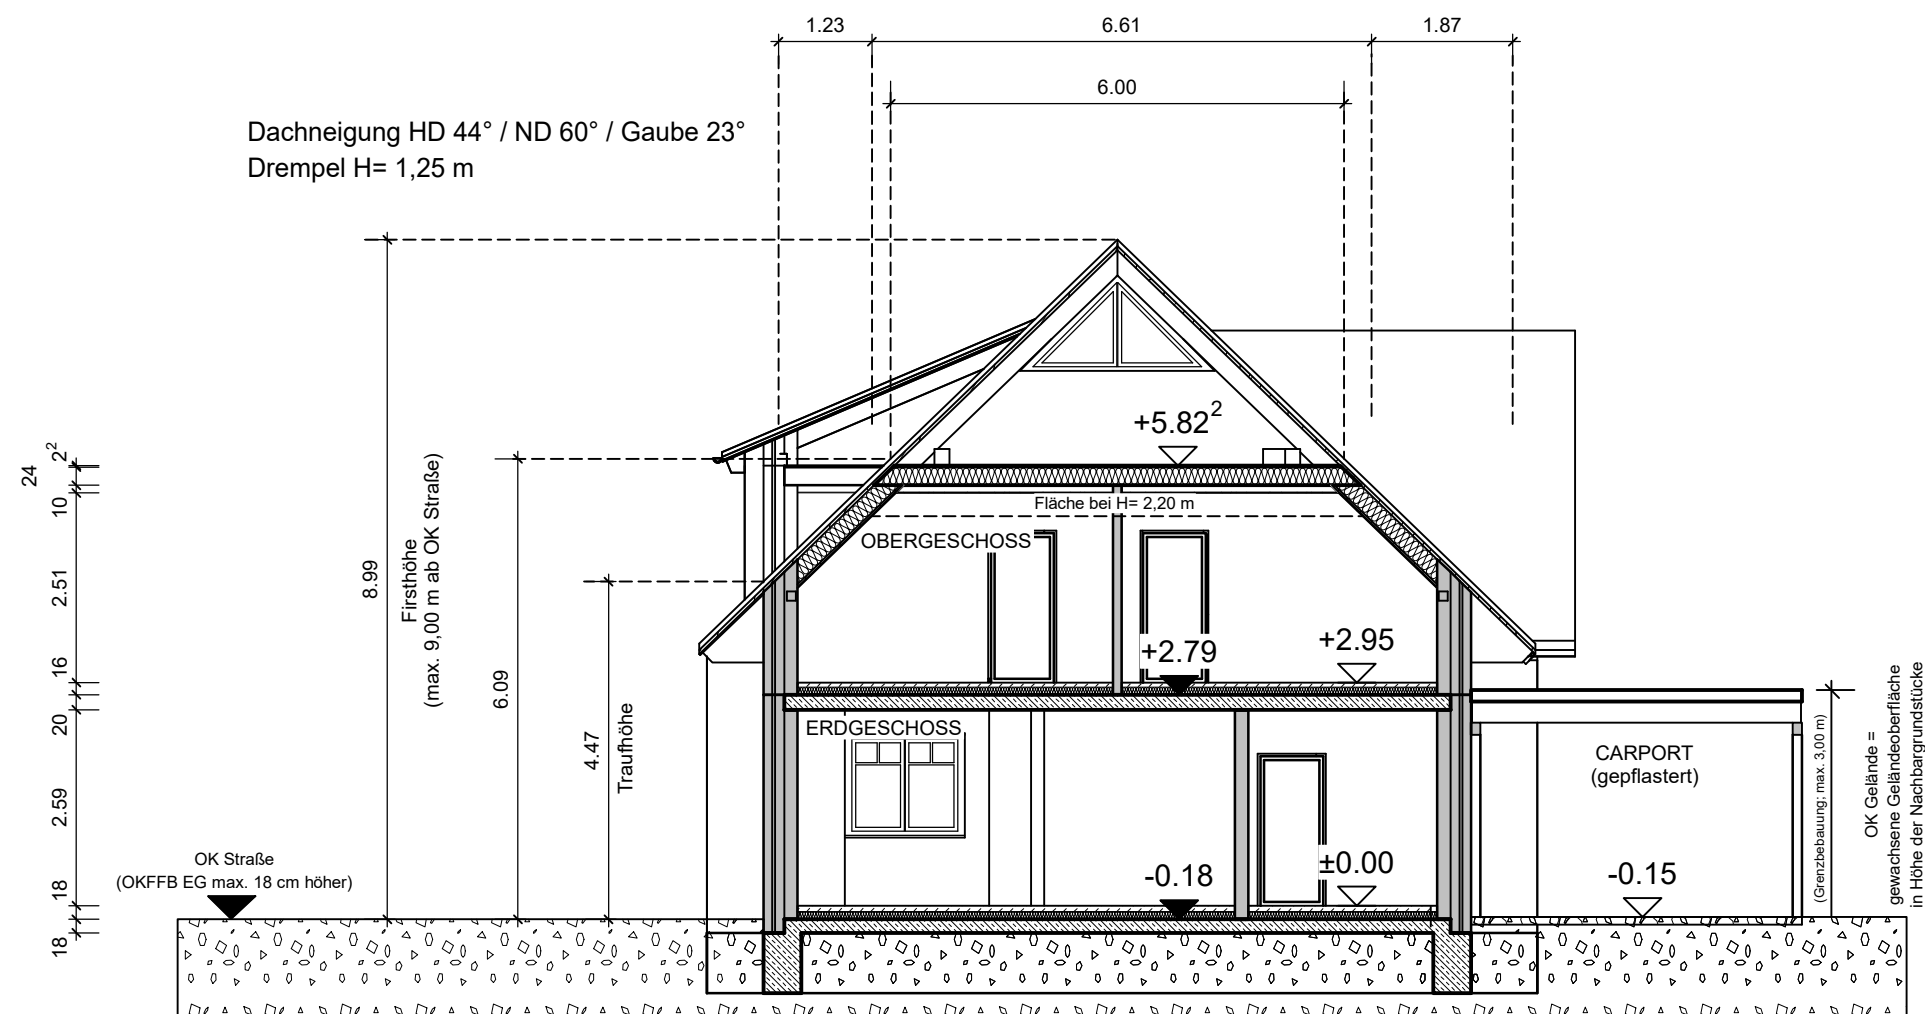 1.23
6.61
1.87
6.00
Dachneigung HD 44° / ND 60° / Gaube 23°
Drempel H= 1,25 m
+5.82²
Fläche bei H= 2,20 m
OBERGESCHOSS
+2.79
+2.95
ERDGESCHOSS
-0.18
±0.00
CARPORT
(gepflastert)
-0.15
OK Straße
(OKFFB EG max. 18 cm höher)
24
2²
10
2.51
16
20
2.59
18
18
8.99
Firsthöhe
(max. 9,00 m ab OK Straße)
6.09
4.47
Traufhöhe
(Grenzbebauung; max. 3,00 m)
OK Gelände =
gewachsene Geländeoberfläche
in Höhe der Nachbargrundstücke